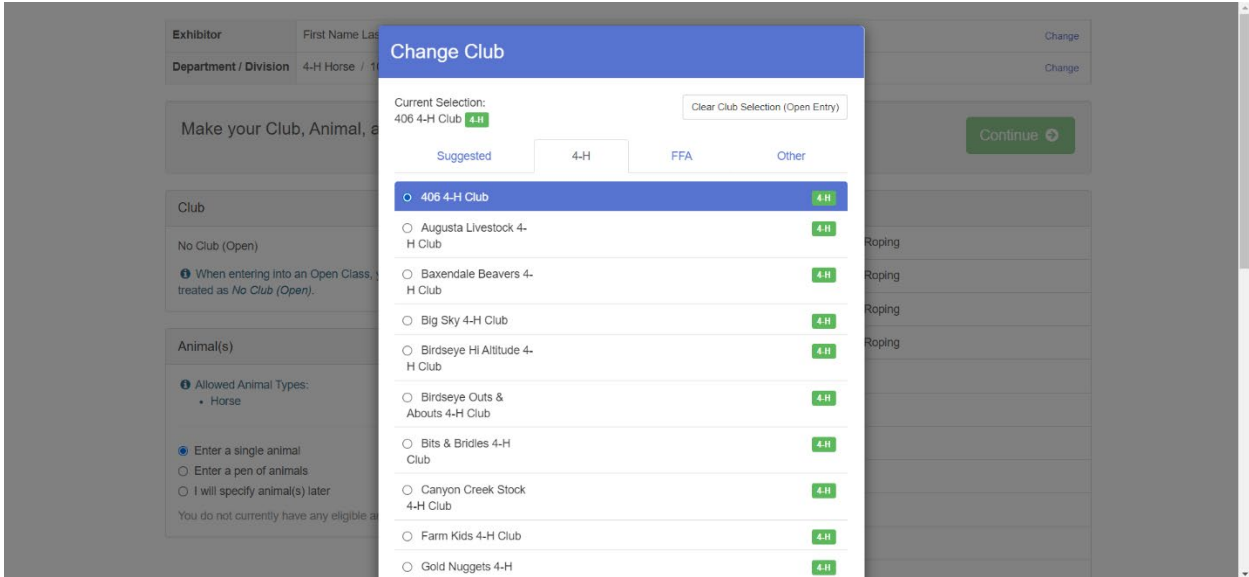 Exhibitor First Name Las
Change
Department / Division 4-H Horse / 1
Change
Make your Club, Animal, a
Continue
Club
No Club (Open)
When entering into an Open Class, y
treated as No Club (Open).
Animal(s)
Allowed Animal Types:
• Horse
Enter a single animal
Enter a pen of animals
I will specify animal(s) later
You do not currently have any eligible a
Change Club
Current Selection:
406 4-H Club 4-H
Clear Club Selection (Open Entry)
Suggested 4-H FFA Other
406 4-H Club 4-H
Augusta Livestock 4- 4-H
H Club
Baxendale Beavers 4- 4-H
H Club
Big Sky 4-H Club 4-H
Birdseye Hi Altitude 4- 4-H
H Club
Birdseye Outs & 4-H
Abouts 4-H Club
Bits & Bridles 4-H 4-H
Club
Canyon Creek Stock 4-H
4-H Club
Farm Kids 4-H Club 4-H
Gold Nuggets 4-H 4-H
Roping
Roping
Roping
Roping